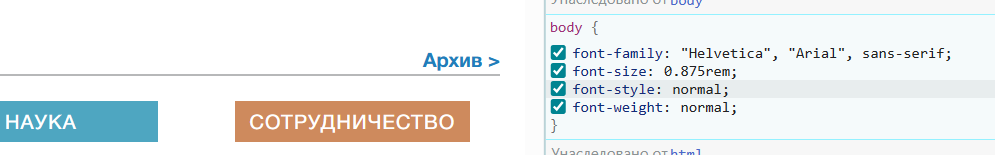 Унаследовано от body
body {
font-family: "Helvetica", "Arial", sans-serif;
Архив >
font-size: 0.875rem;
font-style: normal;
font-weight: normal;
НАУКА
СОТРУДНИЧЕСТВО
}
Унаследовано от html